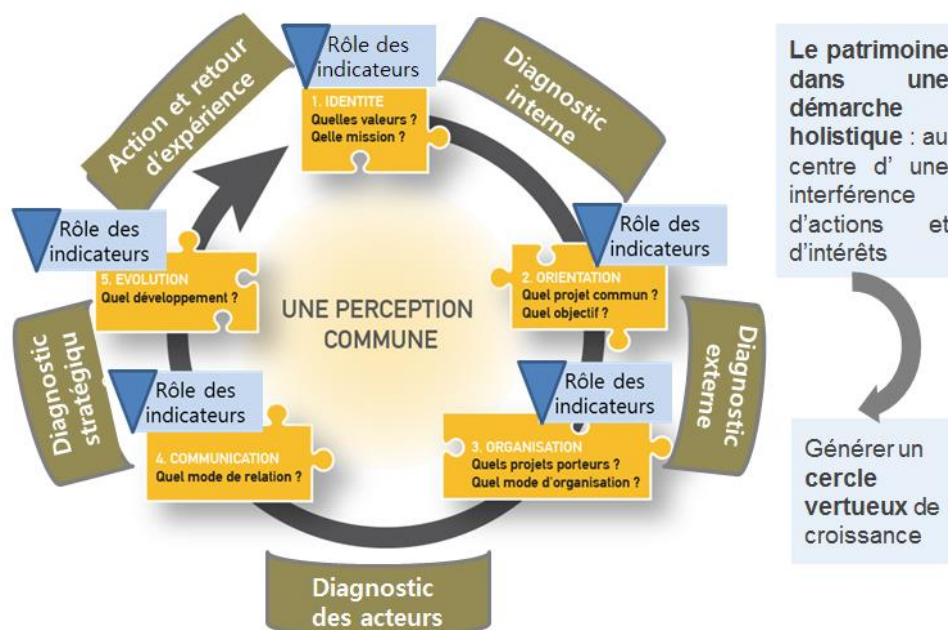 Rôle des
indicateurs
1. IDENTITE
Quelles valeurs ?
Qelle mission ?
Diagnostic
interne
Rôle des
indicateurs
2. ORIENTATION
Quel projet commun ?
Quel objectif ?
Diagnostic
externe
Rôle des
indicateurs
3. ORGANISATION
Quels projets porteurs ?
Quel mode d'organisation ?
Diagnostic
des acteurs
Rôle des
indicateurs
4. COMMUNICATION
Quel mode de relation ?
Diagnostic
stratégiqu
Rôle des
indicateurs
5. EVOLUTION
Quel développement ?
Action et retour
d'expérience
UNE PERCEPTION
COMMUNE
Le patrimoine
dans une
démarche
holistique : au
centre d' une
interférence
d'actions et
d'intérêts
Générer un
cercle
vertueux de
croissance